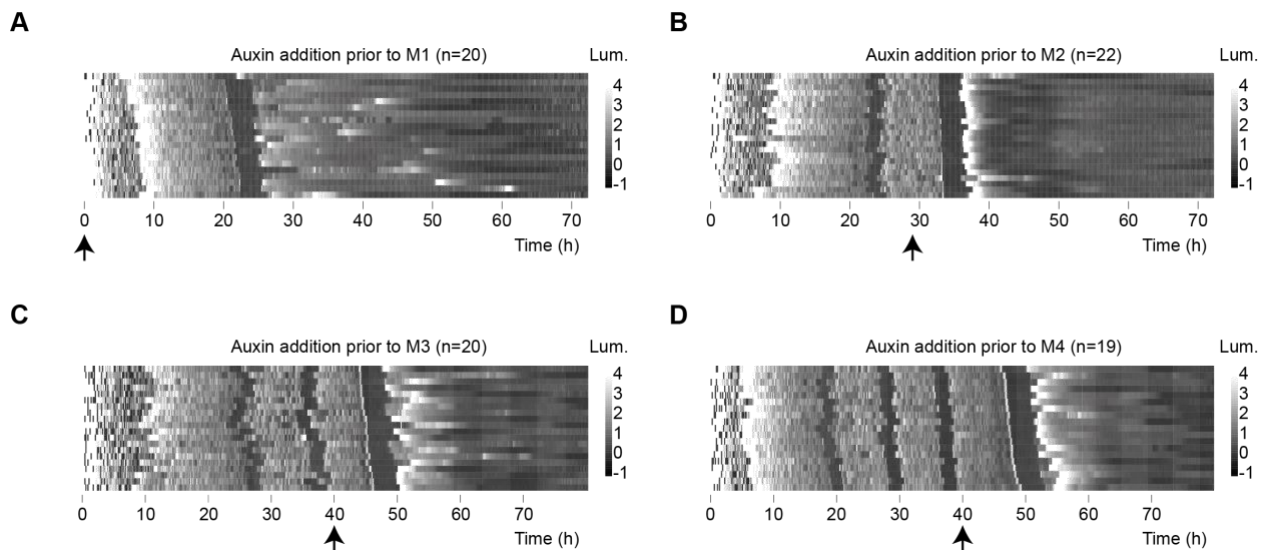 A
Auxin addition prior to M1 (n=20)
Lum.
4
3
2
1
0
-1
0 10 20 30 40 50 60 70
Time (h)
B
Auxin addition prior to M2 (n=22)
Lum.
4
3
2
1
0
-1
0 10 20 30 40 50 60 70
Time (h)
C
Auxin addition prior to M3 (n=20)
Lum.
4
3
2
1
0
-1
0 10 20 30 40 50 60 70
Time (h)
D
Auxin addition prior to M4 (n=19)
Lum.
4
3
2
1
0
-1
0 10 20 30 40 50 60 70
Time (h)